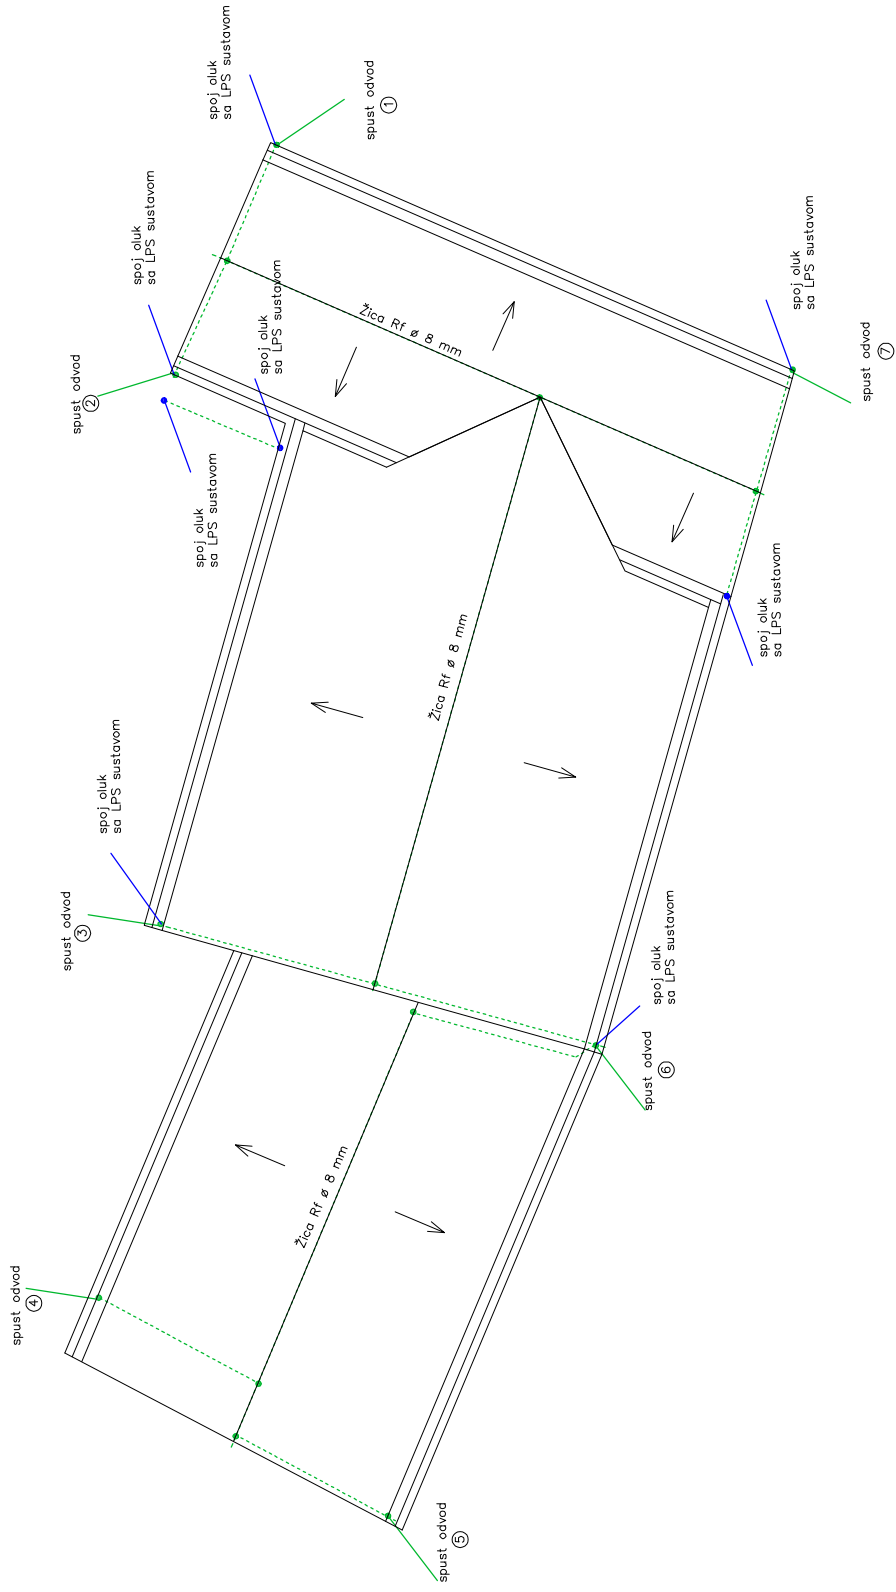 spoj oluk
sa LPS sustavom
spust odvod
1
spoj oluk
sa LPS sustavom
spoj oluk
sa LPS sustavom
spoj oluk
sa LPS sustavom
Žica Rf ø 8 mm
spust odvod
7
spust odvod
2
spoj oluk
sa LPS sustavom
spoj oluk
sa LPS sustavom
Žica Rf ø 8 mm
spoj oluk
sa LPS sustavom
spust odvod
3
spoj oluk
sa LPS sustavom
spust odvod
6
Žica Rf ø 8 mm
spust odvod
4
spust odvod
5